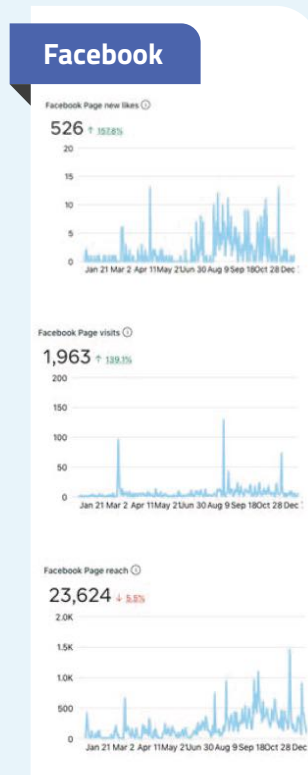 Facebook
Facebook Page new likes
526 ↑ 157.8%
20
15
10
5
0
Jan 21 Mar 2 Apr 11May 21Jun 30 Aug 9 Sep 18Oct 28 Dec
Facebook Page visits
1,963 ↑ 139.1%
200
150
100
50
0
Jan 21 Mar 2 Apr 11May 21Jun 30 Aug 9 Sep 18Oct 28 Dec
Facebook Page reach
23,624 ↓ 5.5%
2.0K
1.5K
1.0K
500
0
Jan 21 Mar 2 Apr 11May 21Jun 30 Aug 9 Sep 18Oct 28 Dec